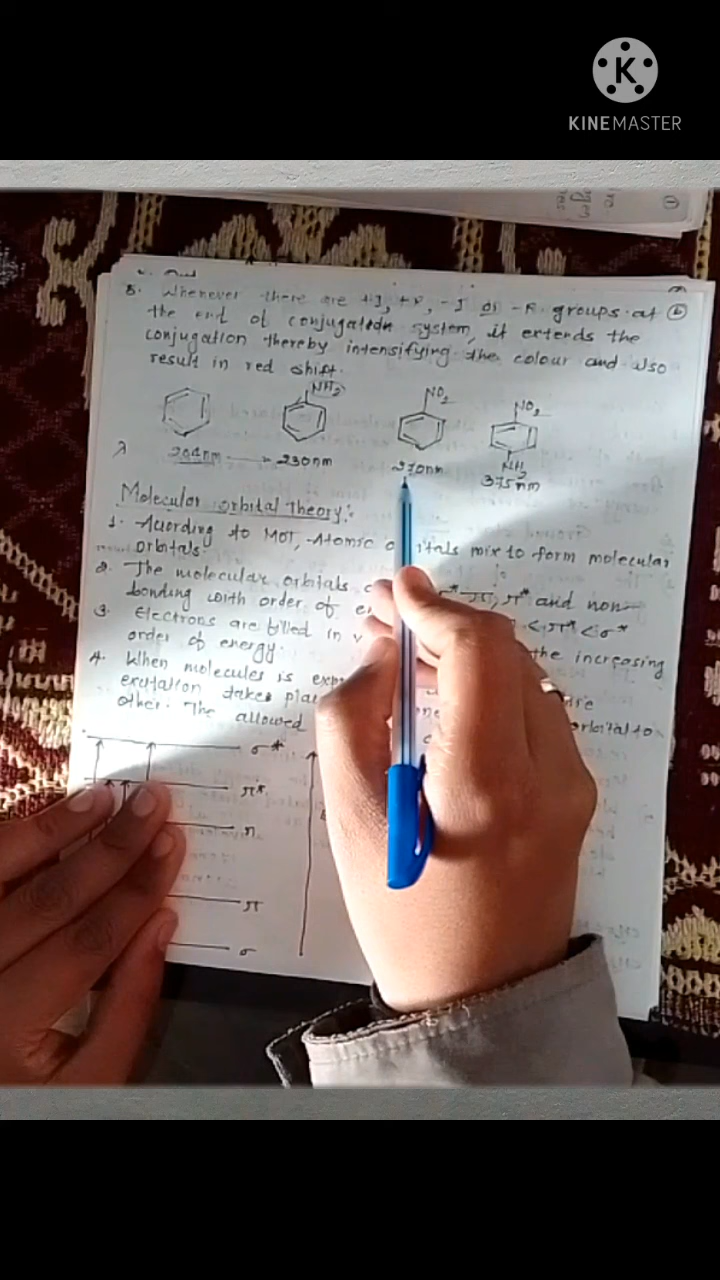 KINEMASTER
5. Whenever there are +I, +R, -I or -R groups at
the end of conjugation system, it extends the
conjugation thereby intensifying the colour and also
result in red shift.
NH2 NO2 NO2
NH2
λ 204nm 230nm 270nm 375nm
Molecular orbital Theory:
1. According to MOT, Atomic o itals mix to form molecular
orbitals.
2. The molecular orbitals σ* π, π* and non-
bonding with order of e < π* < σ*
3. Electrons are filled in the increasing
order of energy.
4. When molecules is exp
excitation takes pla orbital to
other. The allowed
σ*
π*
n
π
σ